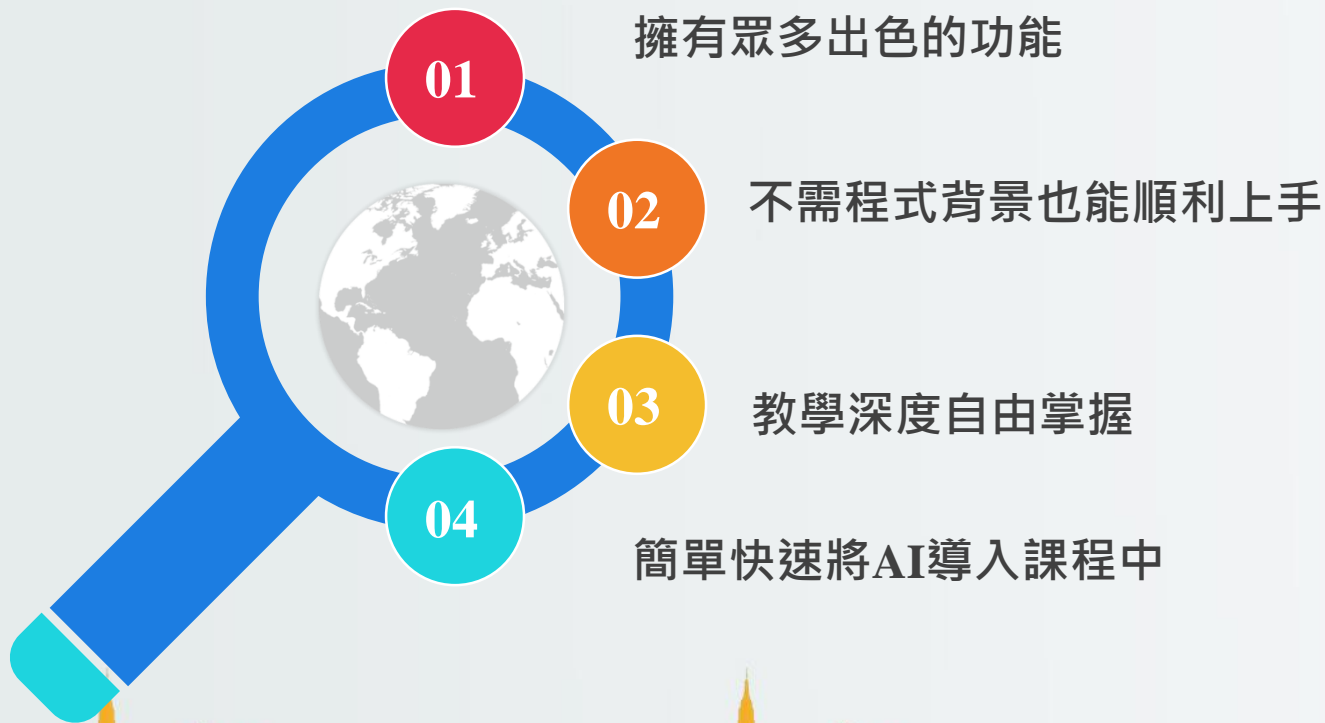 01
擁有眾多出色的功能
02
不需程式背景也能順利上手
03
教學深度自由掌握
04
簡單快速將AI導入課程中